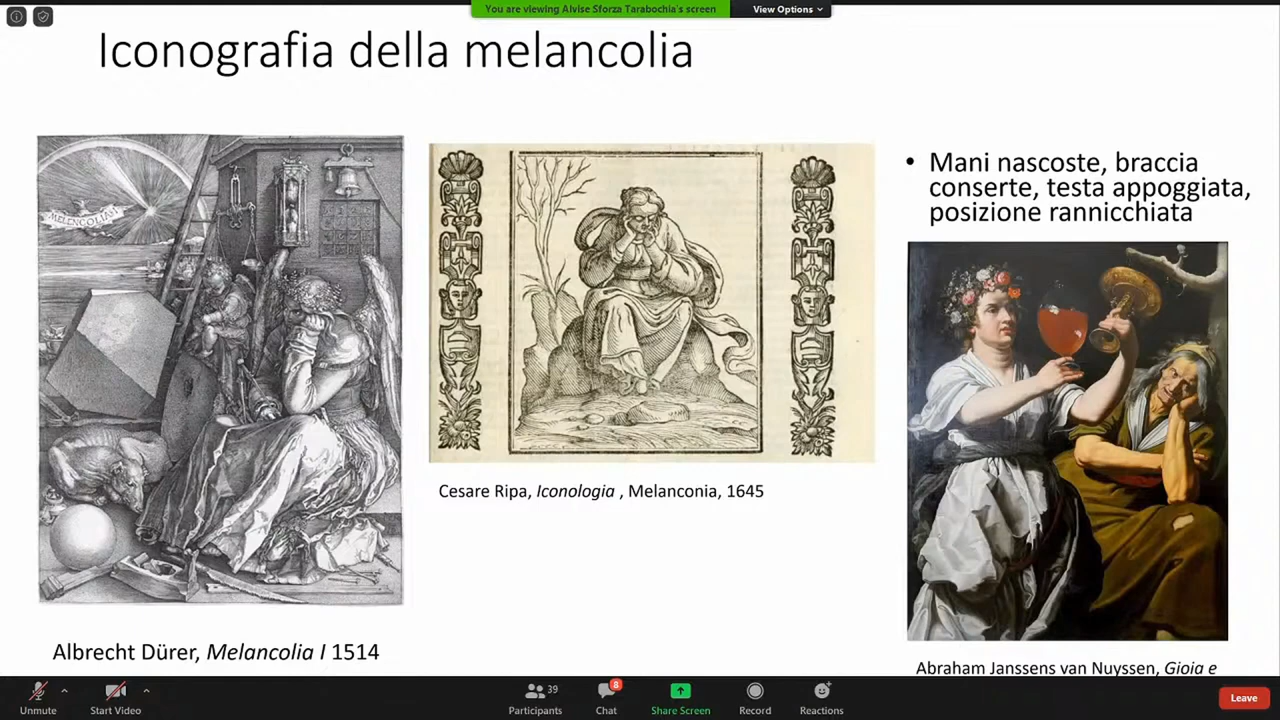 You are viewing Alvise Sforza Tarabochia's screen
View Options
Iconografia della melancolia
MELENCOLIA I
• Mani nascoste, braccia
conserte, testa appoggiata,
posizione rannicchiata
Cesare Ripa, Iconologia , Melanconia, 1645
Albrecht Dürer, Melancolia I 1514
Abraham Janssens van Nuyssen, Gioia e
Unmute
Start Video
Participants
39
Chat
8
Share Screen
Record
Reactions
Leave